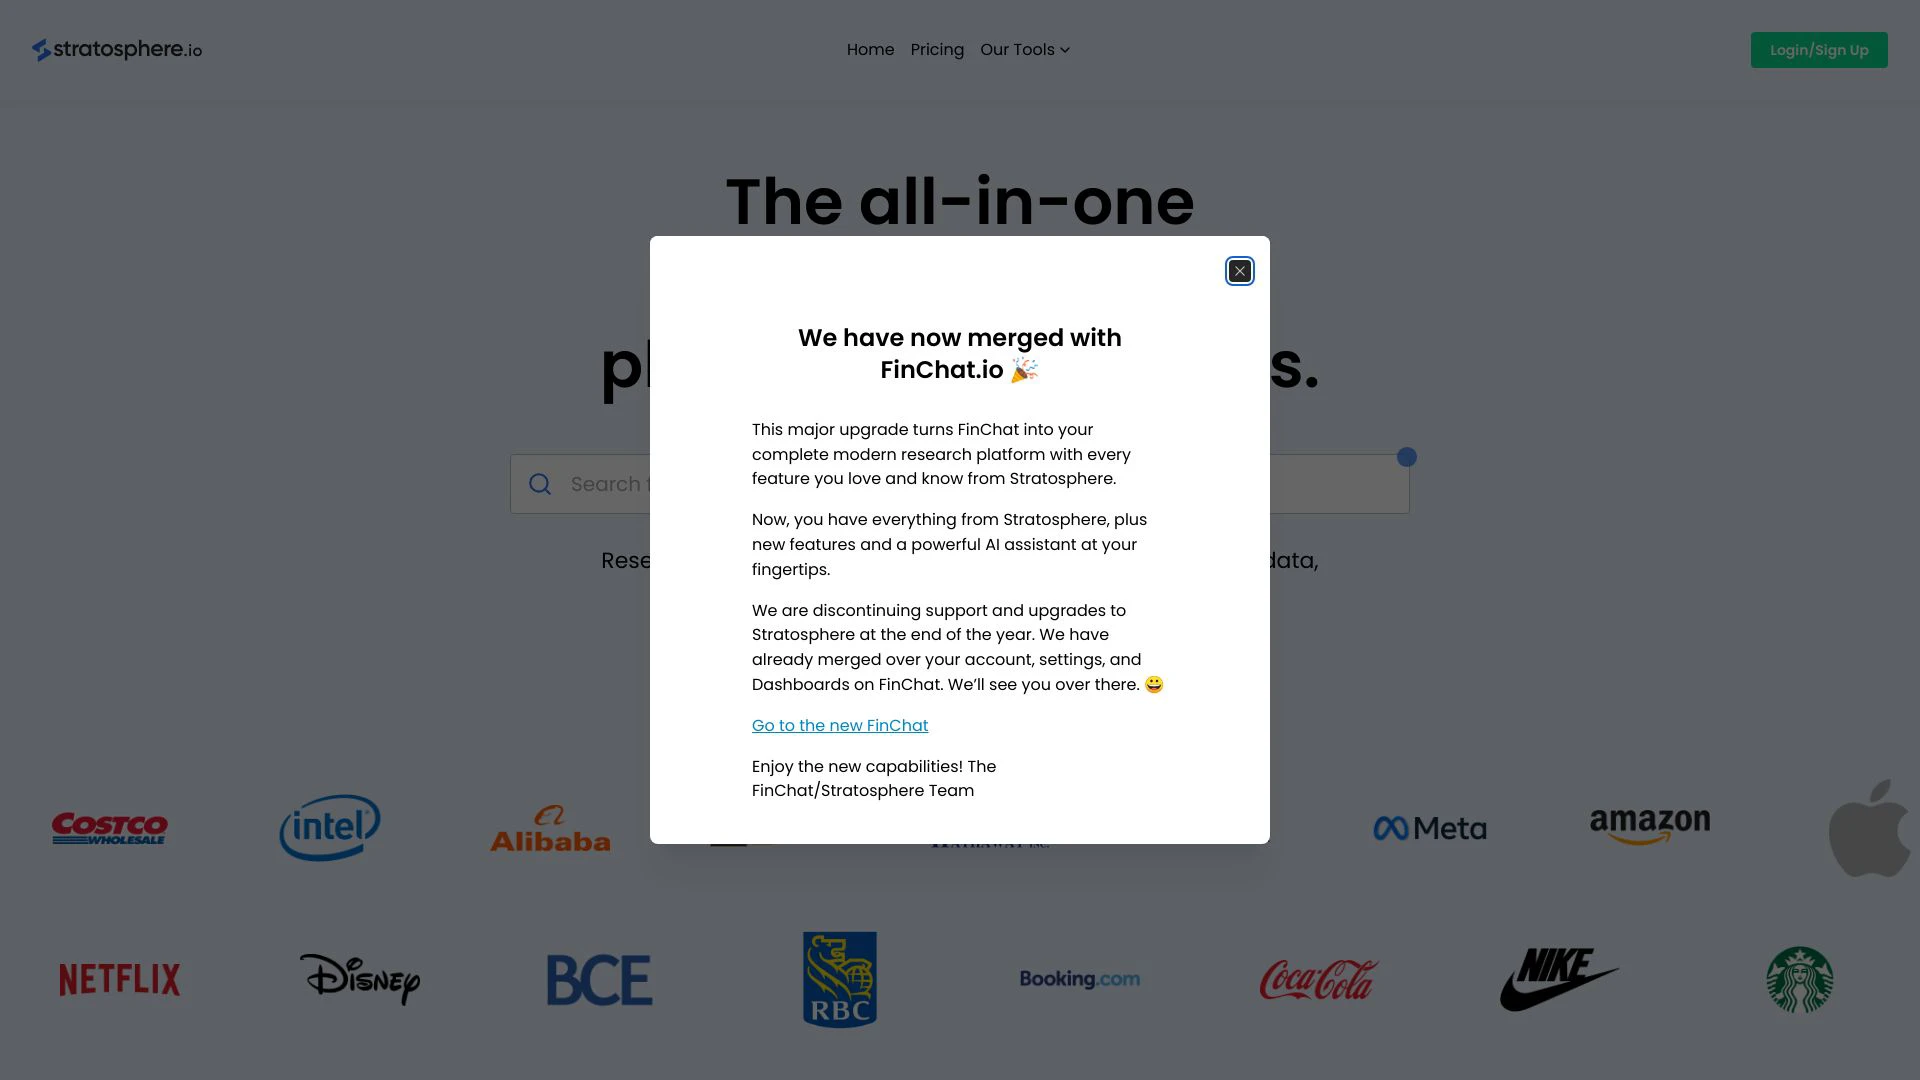 stratosphere.io
Home
Pricing
Our Tools
Login/Sign Up
The all-in-one
s.
Search
data,
We have now merged with
FinChat.io 🎉
This major upgrade turns FinChat into your
complete modern research platform with every
feature you love and know from Stratosphere.
Now, you have everything from Stratosphere, plus
new features and a powerful AI assistant at your
fingertips.
We are discontinuing support and upgrades to
Stratosphere at the end of the year. We have
already merged over your account, settings, and
Dashboards on FinChat. We’ll see you over there. 😀
Go to the new FinChat
Enjoy the new capabilities! The
FinChat/Stratosphere Team
COSTCO
WHOLESALE
intel
Alibaba
HATHAWAY INC.
Meta
amazon
NETFLIX
Disney
BCE
RBC
Booking.com
Coca-Cola
NIKE